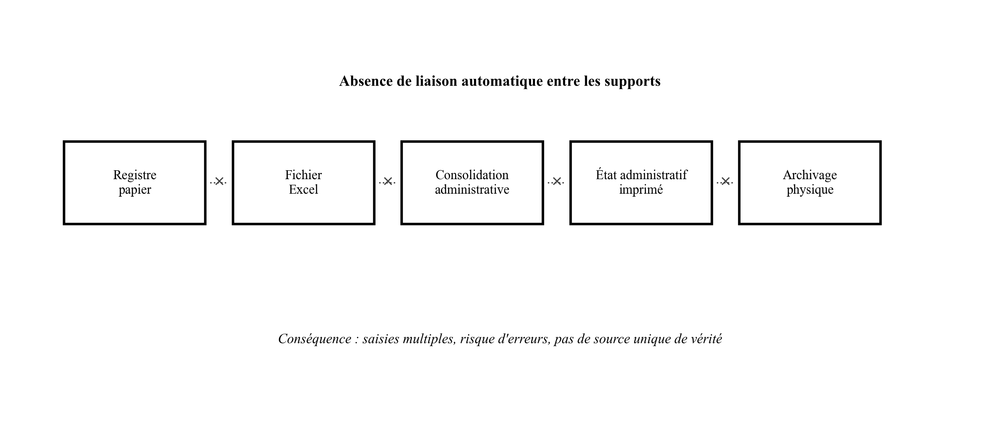 Absence de liaison automatique entre les supports
Registre
papier
Fichier
Excel
Consolidation
administrative
État administratif
imprimé
Archivage
physique
Conséquence : saisies multiples, risque d'erreurs, pas de source unique de vérité